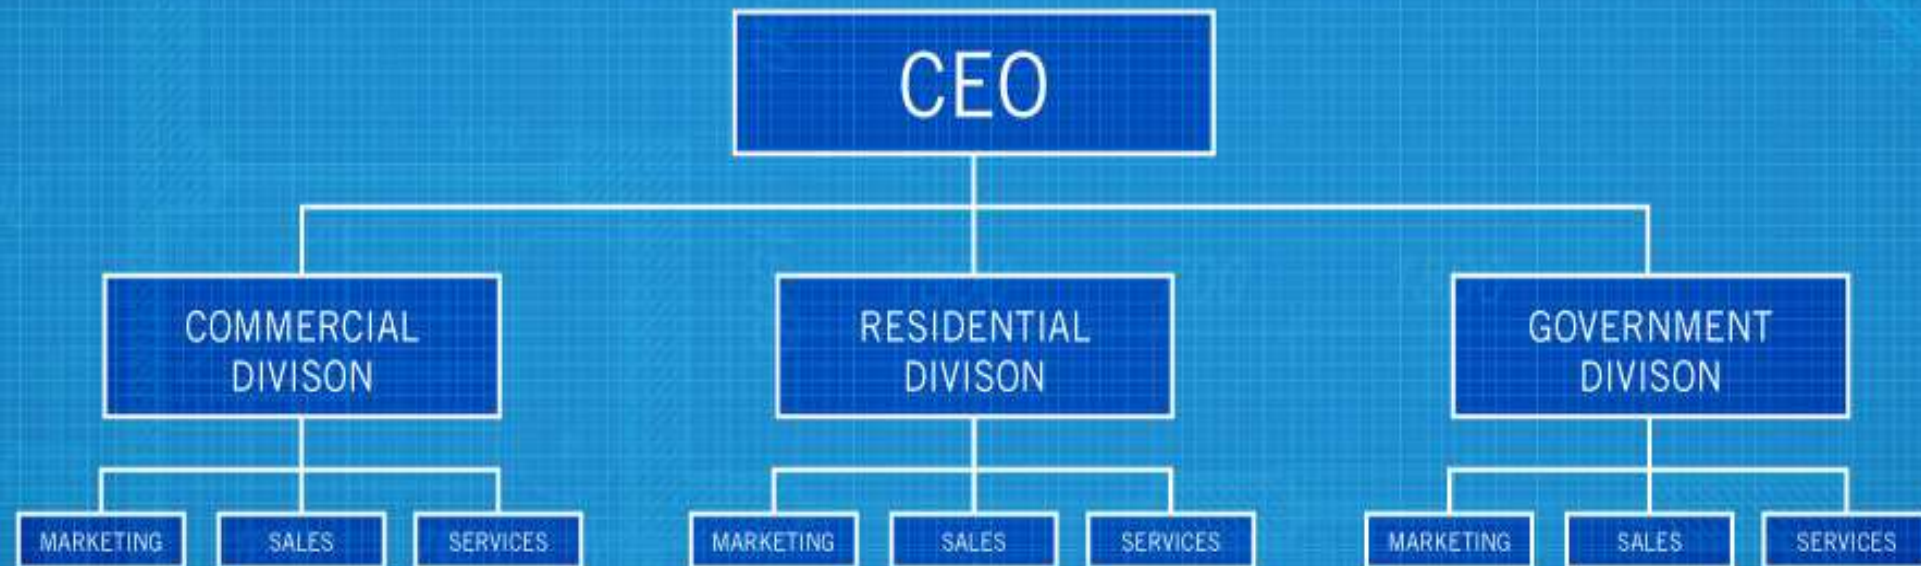 CEO
COMMERCIAL
DIVISON
RESIDENTIAL
DIVISON
GOVERNMENT
DIVISON
MARKETING
SALES
SERVICES
MARKETING
SALES
SERVICES
MARKETING
SALES
SERVICES